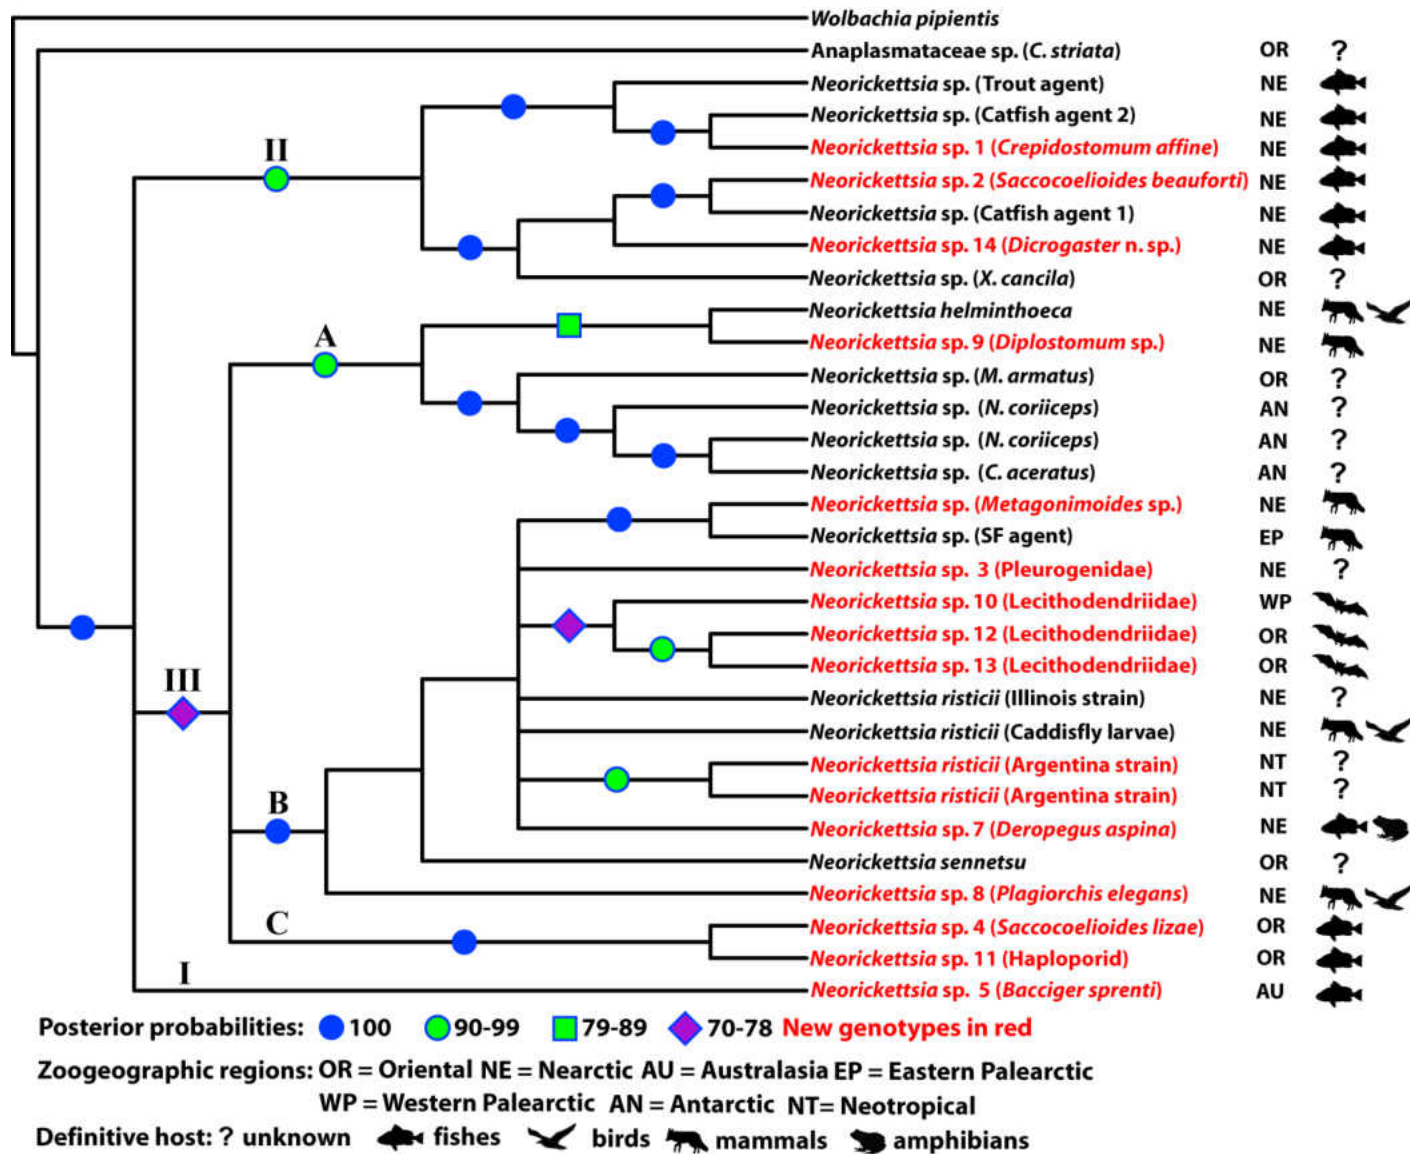 Wolbachia pipientis
Anaplasmataceae sp. (C. striata) OR ?
Neorickettsia sp. (Trout agent) NE
Neorickettsia sp. (Catfish agent 2) NE
II
Neorickettsia sp. 1 (Crepidostomum affine) NE
Neorickettsia sp. 2 (Saccocoelioides beauforti) NE
Neorickettsia sp. (Catfish agent 1) NE
Neorickettsia sp. 14 (Dicrogaster n. sp.) NE
Neorickettsia sp. (X. cancila) OR ?
Neorickettsia helminthoeca NE
A
Neorickettsia sp. 9 (Diplostomum sp.) NE
Neorickettsia sp. (M. armatus) OR ?
Neorickettsia sp. (N. coriiceps) AN ?
Neorickettsia sp. (N. coriiceps) AN ?
Neorickettsia sp. (C. aceratus) AN ?
Neorickettsia sp. (Metagonimoides sp.) NE
Neorickettsia sp. (SF agent) EP
Neorickettsia sp. 3 (Pleurogenidae) NE ?
Neorickettsia sp. 10 (Lecithodendriidae) WP
Neorickettsia sp. 12 (Lecithodendriidae) OR
Neorickettsia sp. 13 (Lecithodendriidae) OR
III
Neorickettsia risticii (Illinois strain) NE ?
Neorickettsia risticii (Caddisfly larvae) NE
Neorickettsia risticii (Argentina strain) NT ?
Neorickettsia risticii (Argentina strain) NT ?
B
Neorickettsia sp. 7 (Deropegus aspina) NE
Neorickettsia sennetsu OR ?
Neorickettsia sp. 8 (Plagiorchis elegans) NE
C
Neorickettsia sp. 4 (Saccocoelioides lizae) OR
Neorickettsia sp. 11 (Haploporid) OR
I
Neorickettsia sp. 5 (Bacciger sprenti) AU
Posterior probabilities: 100 90-99 79-89 70-78 New genotypes in red
Zoogeographic regions: OR = Oriental NE = Nearctic AU = Australasia EP = Eastern Palearctic
WP = Western Palearctic AN = Antarctic NT= Neotropical
Definitive host: ? unknown fishes birds mammals amphibians